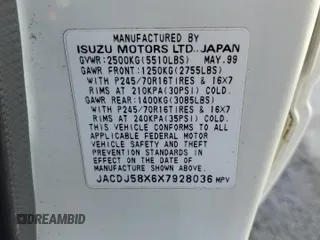 MANUFACTURED BY
ISUZU MOTORS LTD. JAPAN
GVWR: 2500KG(5510LBS) MAY. 99
GAWR FRONT: 1250KG(2755LBS)
WITH P245/70R16TIRES & 16X7
RIMS AT 210KPA(30PSI) COLD.
GAWR REAR: 1400KG(3085LBS)
WITH P245/70R16TIRES & 16X7
RIMS AT 240KPA(35PSI) COLD.
THIS VEHICLE CONFORMS TO ALL
APPLICABLE FEDERAL MOTOR
VEHICLE SAFETY AND THEFT
PREVENTION STANDARDS IN
EFFECT ON THE DATE OF
MANUFACTURE SHOWN ABOVE.
JACDJ58X6X7928036 MPV
DREAMBID